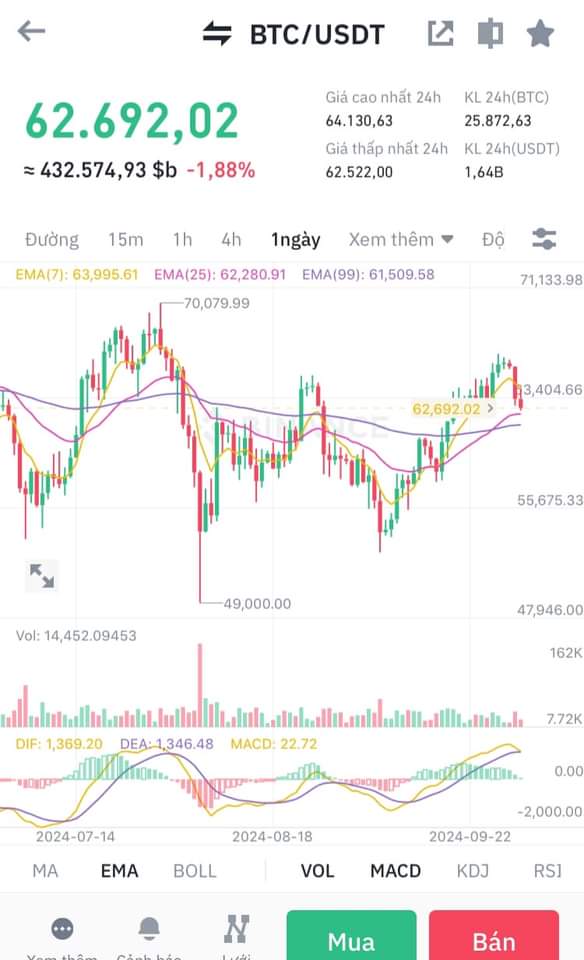 BTC/USDT
62.692,02
≈ 432.574,93 $b -1,88%
Giá cao nhất 24h
64.130,63
KL 24h(BTC)
25.872,63
Giá thấp nhất 24h
62.522,00
KL 24h(USDT)
1,64B
Đường 15m 1h 4h 1ngày Xem thêm Độ
EMA(7): 63,995.61 EMA(25): 62,280.91 EMA(99): 61,509.58
71,133.98
70,079.99
63,404.66
62,692.02
BINANCE
55,675.33
49,000.00
47,946.00
Vol: 14,452.09453
162K
7.72K
DIF: 1,369.20 DEA: 1,346.48 MACD: 22.72
0.00
-2,000.00
2024-07-14 2024-08-18 2024-09-22
MA EMA BOLL VOL MACD KDJ RSI
Xem thêm Cảnh báo Lưới
Mua Bán